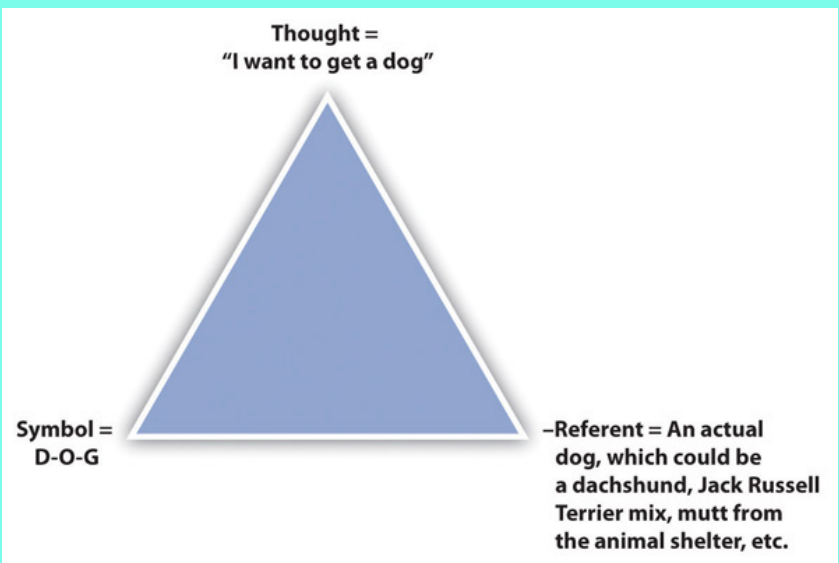 Thought =
“I want to get a dog”
Symbol =
D-O-G
–Referent = An actual
dog, which could be
a dachshund, Jack Russell
Terrier mix, mutt from
the animal shelter, etc.